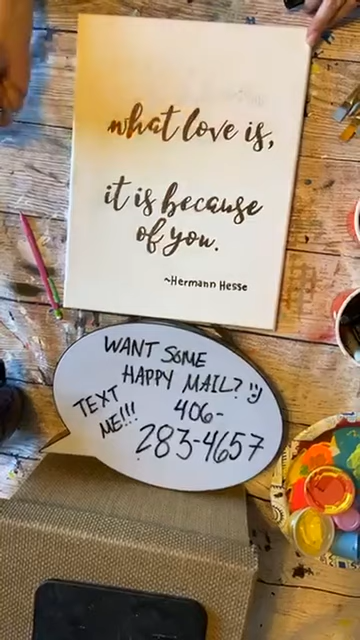 what love is,
it is because
of you.
~Hermann Hesse
WANT SOME
HAPPY MAIL? :)
TEXT
ME!!!
406-
283-4657